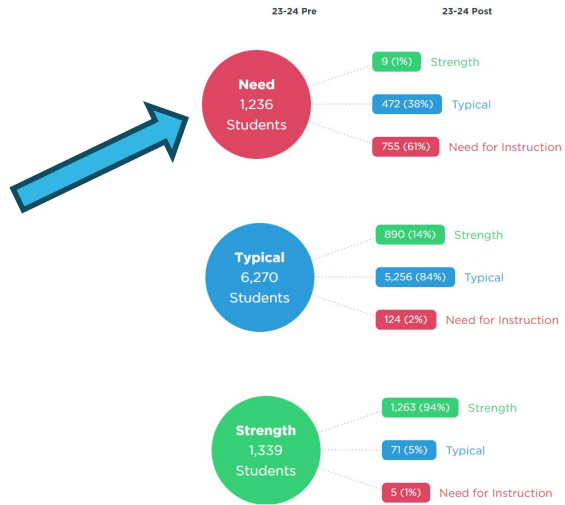 23-24 Pre
23-24 Post
Need
1,236
Students
9 (1%) Strength
472 (38%) Typical
755 (61%) Need for Instruction
Typical
6,270
Students
890 (14%) Strength
5,256 (84%) Typical
124 (2%) Need for Instruction
Strength
1,339
Students
1,263 (94%) Strength
71 (5%) Typical
5 (1%) Need for Instruction